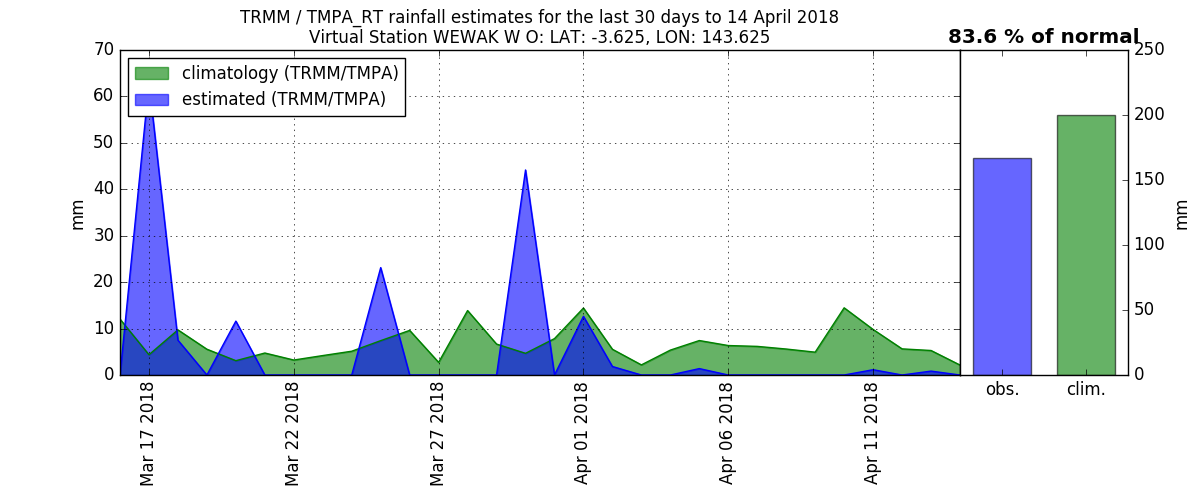 TRMM / TMPA_RT rainfall estimates for the last 30 days to 14 April 2018
Virtual Station WEWAK W O: LAT: -3.625, LON: 143.625
83.6 % of normal
climatology (TRMM/TMPA)
estimated (TRMM/TMPA)
70
60
50
40
30
20
10
0
mm
Mar 17 2018
Mar 22 2018
Mar 27 2018
Apr 01 2018
Apr 06 2018
Apr 11 2018
obs.
clim.
250
200
150
100
50
0
mm